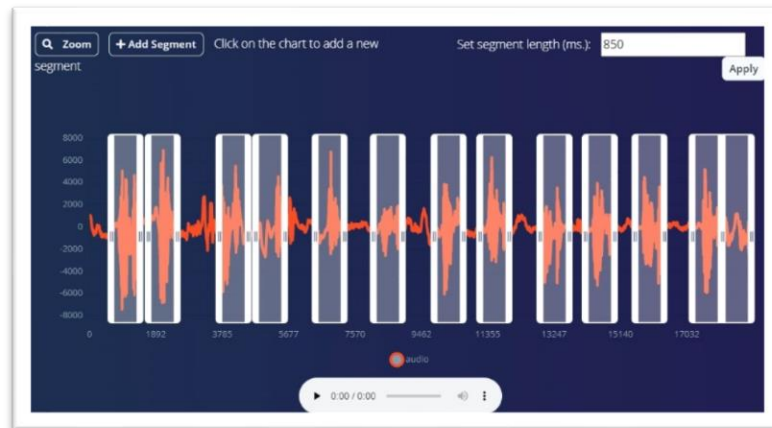 Zoom
+ Add Segment
Click on the chart to add a new
segment
Set segment length (ms.):
850
Apply
8000
6000
4000
2000
0
-2000
-4000
-6000
-8000
0 1892 3785 5677 7570 9462 11355 13247 15140 17032
audio
0:00 / 0:00